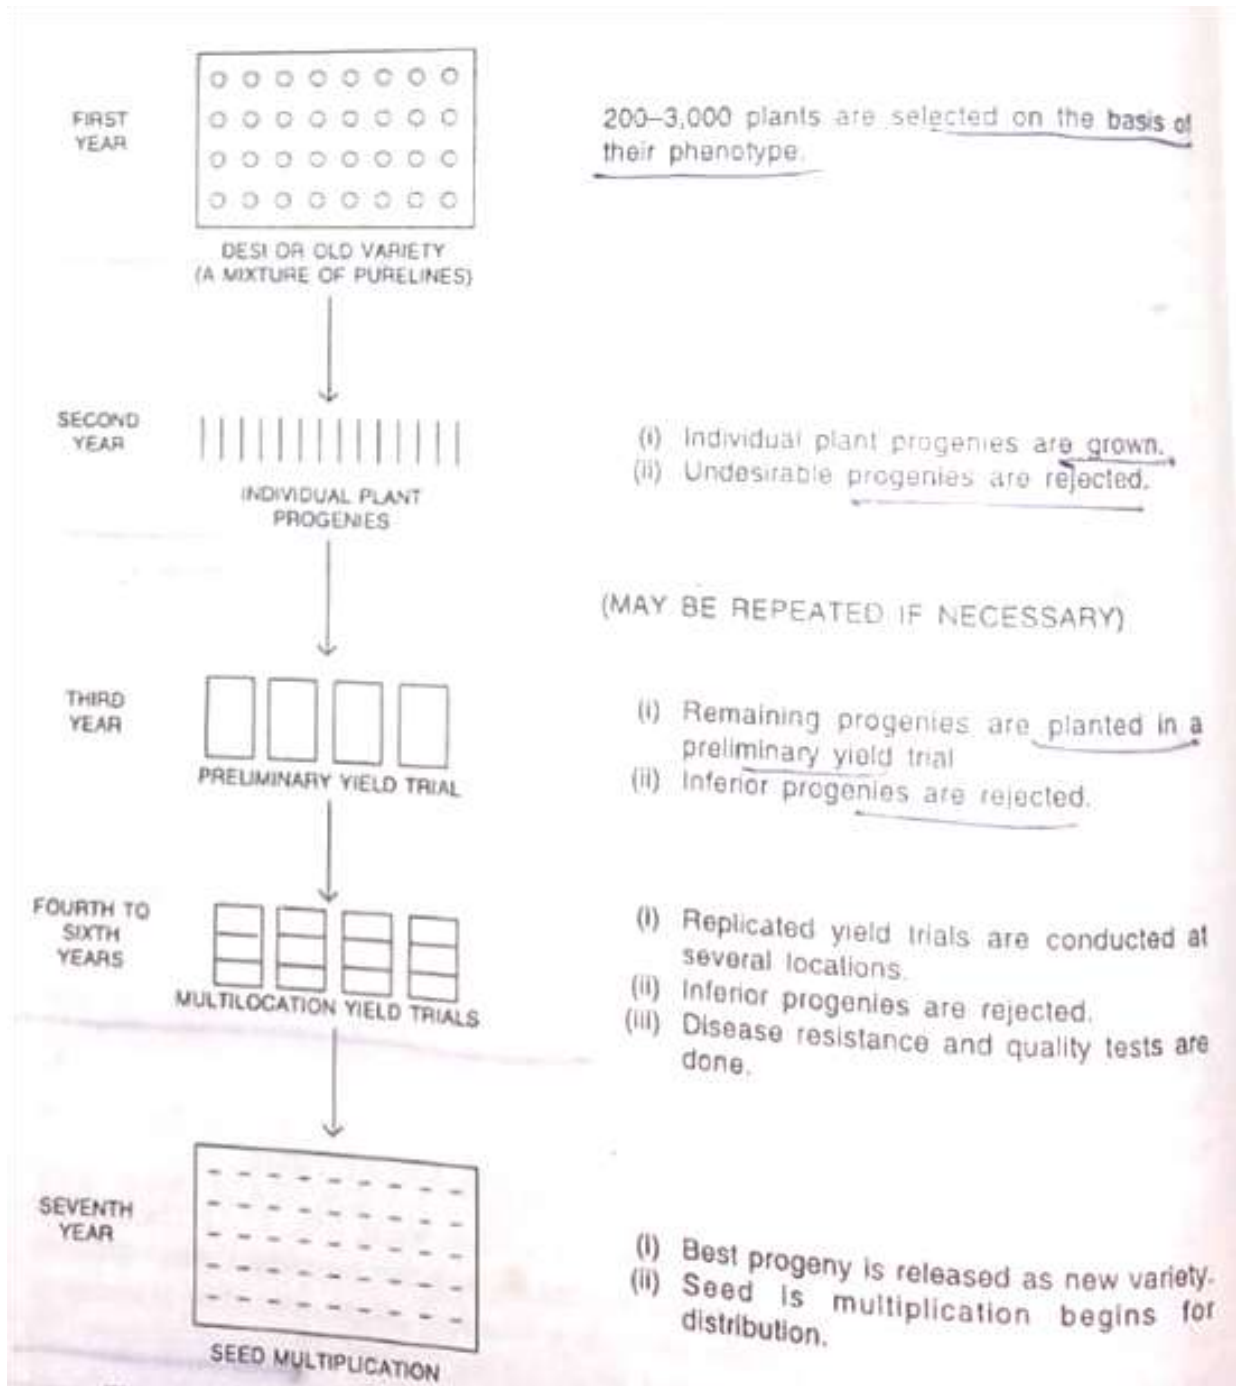 FIRST
YEAR
200–3,000 plants are selected on the basis of
their phenotype.
DESI OR OLD VARIETY
(A MIXTURE OF PURELINES)
SECOND
YEAR
(i) Individual plant progenies are grown.
(ii) Undesirable progenies are rejected.
INDIVIDUAL PLANT
PROGENIES
(MAY BE REPEATED IF NECESSARY)
THIRD
YEAR
(i) Remaining progenies are planted in a
preliminary yield trial
(ii) Inferior progenies are rejected.
PRELIMINARY YIELD TRIAL
FOURTH TO
SIXTH
YEARS
(i) Replicated yield trials are conducted at
several locations.
(ii) Inferior progenies are rejected.
(iii) Disease resistance and quality tests are
done.
MULTILOCATION YIELD TRIALS
SEVENTH
YEAR
(i) Best progeny is released as new variety.
(ii) Seed is multiplication begins for
distribution.
SEED MULTIPLICATION